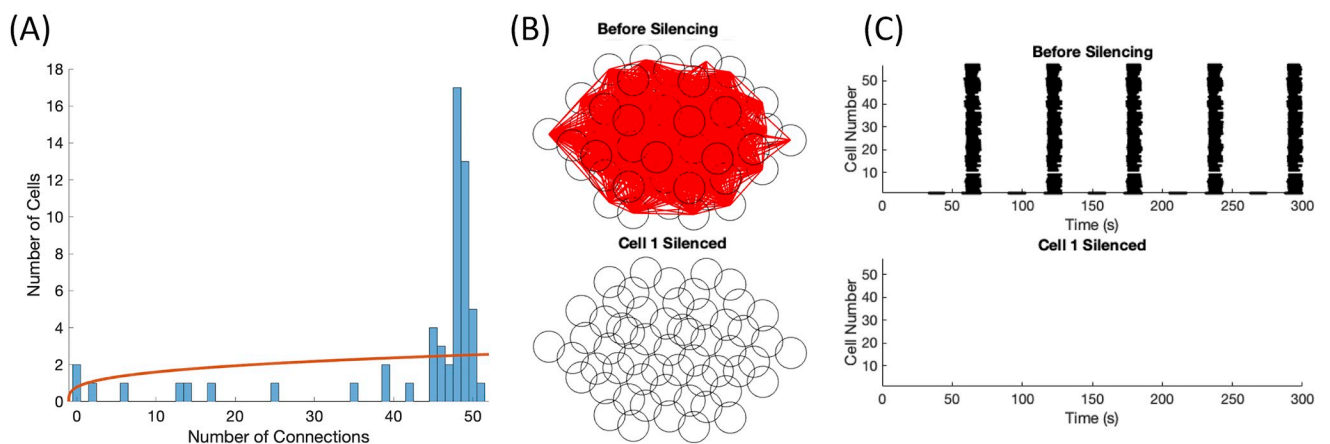 (A)
18
16
14
12
10
8
6
4
2
0
Number of Cells
0 10 20 30 40 50
Number of Connections
(B)
Before Silencing
Cell 1 Silenced
(C)
Before Silencing
50
40
30
20
10
Cell Number
0 50 100 150 200 250 300
Time (s)
Cell 1 Silenced
50
40
30
20
10
Cell Number
0 50 100 150 200 250 300
Time (s)